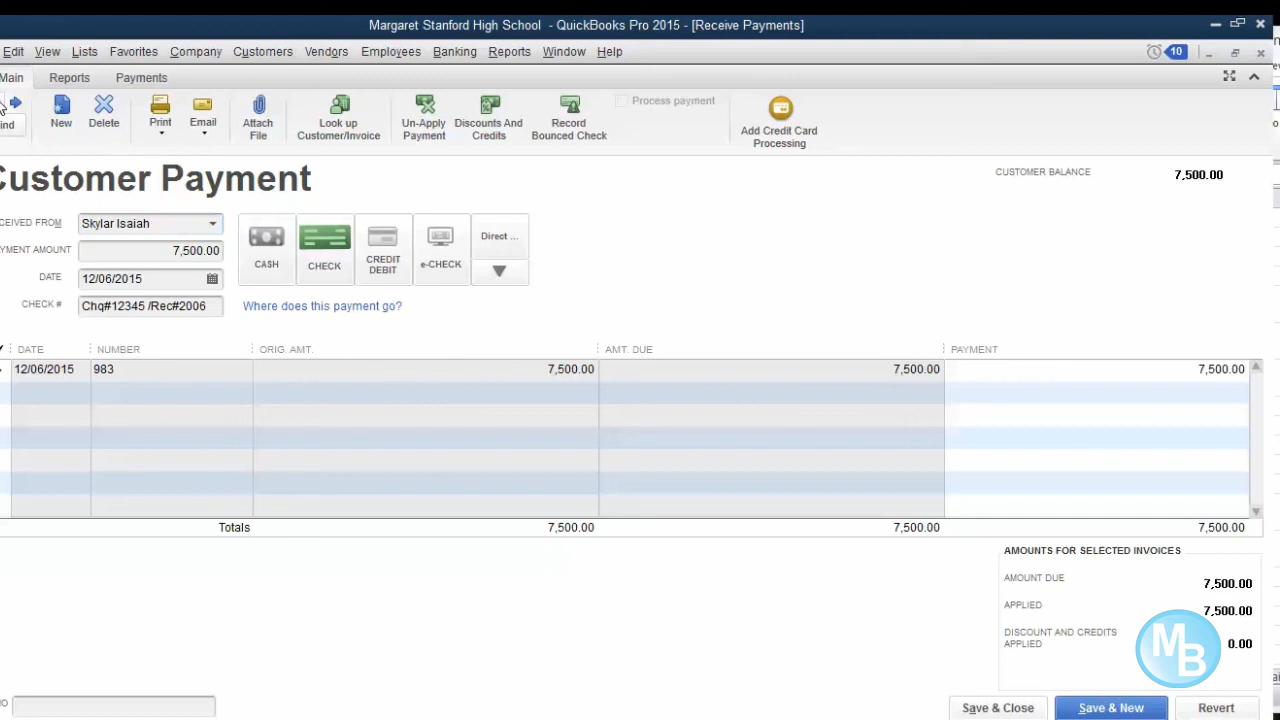 Margaret Stanford High School - QuickBooks Pro 2015 - [Receive Payments]
Edit View Lists Favorites Company Customers Vendors Employees Banking Reports Window Help 10
Main Reports Payments
ind New Delete Print Email Attach File Look up Customer/Invoice Un-Apply Payment Discounts And Credits Record Bounced Check Process payment Add Credit Card Processing
Customer Payment
CUSTOMER BALANCE 7,500.00
CEIVED FROM Skylar Isaiah
YMENT AMOUNT 7,500.00
DATE 12/06/2015
CHECK # Chq#12345 /Rec#2006
CASH CHECK CREDIT DEBIT e-CHECK Direct ...
Where does this payment go?
DATE NUMBER ORIG. AMT. AMT. DUE PAYMENT
12/06/2015 983 7,500.00 7,500.00 7,500.00
Totals 7,500.00 7,500.00 7,500.00
AMOUNTS FOR SELECTED INVOICES
AMOUNT DUE 7,500.00
APPLIED 7,500.00
DISCOUNT AND CREDITS APPLIED 0.00
MB
O
Save & Close Save & New Revert